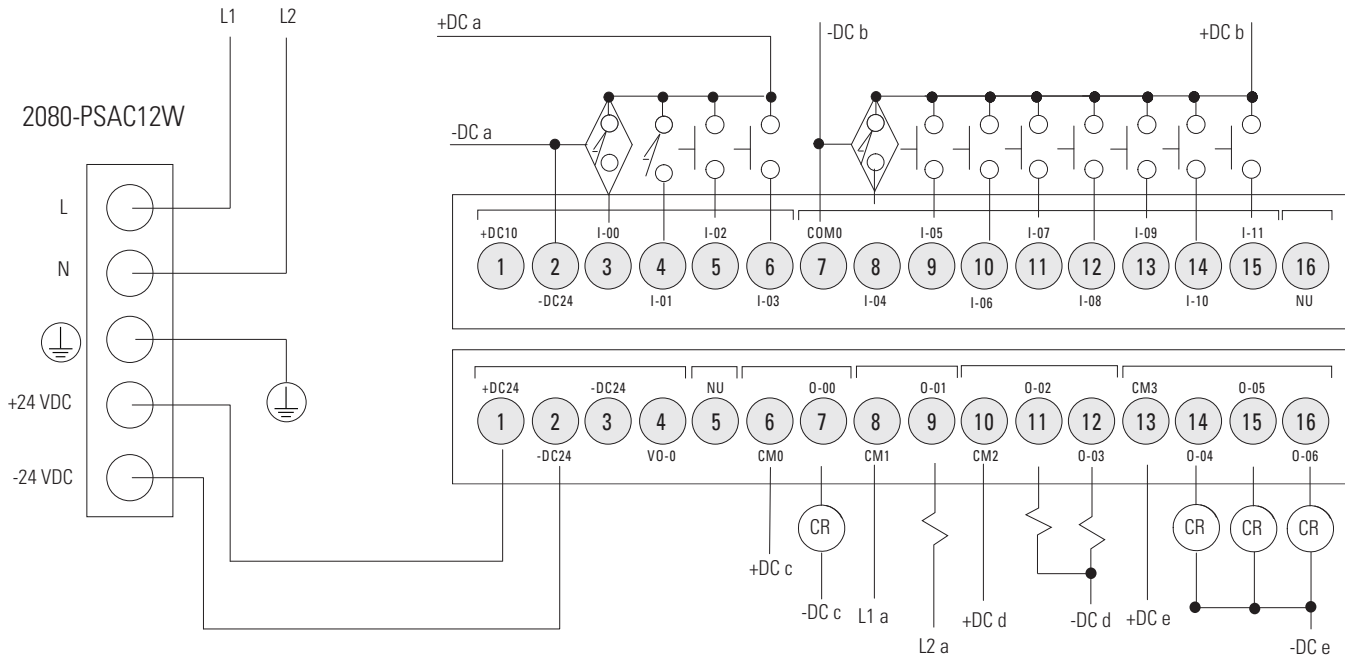 L1 L2
+DC a
-DC b
+DC b
2080-PSAC12W
-DC a
L
N
+24 VDC
-24 VDC
+DC10 I-00 I-02 COM0 I-05 I-07 I-09 I-11
1 2 3 4 5 6 7 8 9 10 11 12 13 14 15 16
-DC24 I-01 I-03 I-04 I-06 I-08 I-10 NU
+DC24 -DC24 NU O-00 O-01 O-02 CM3 O-05
1 2 3 4 5 6 7 8 9 10 11 12 13 14 15 16
-DC24 VO-0 CM0 CM1 CM2 O-03 O-04 O-06
CR CR CR CR
+DC c
-DC c L1 a +DC d -DC d +DC e
L2 a -DC e